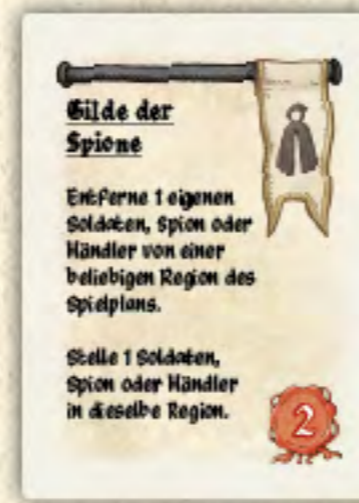 Gilde der
Spione
Entferne 1 eigenen
Soldaten, Spion oder
Händler von einer
beliebigen Region des
Spielplans.
Stelle 1 Soldaten,
Spion oder Händler
in dieselbe Region.
2